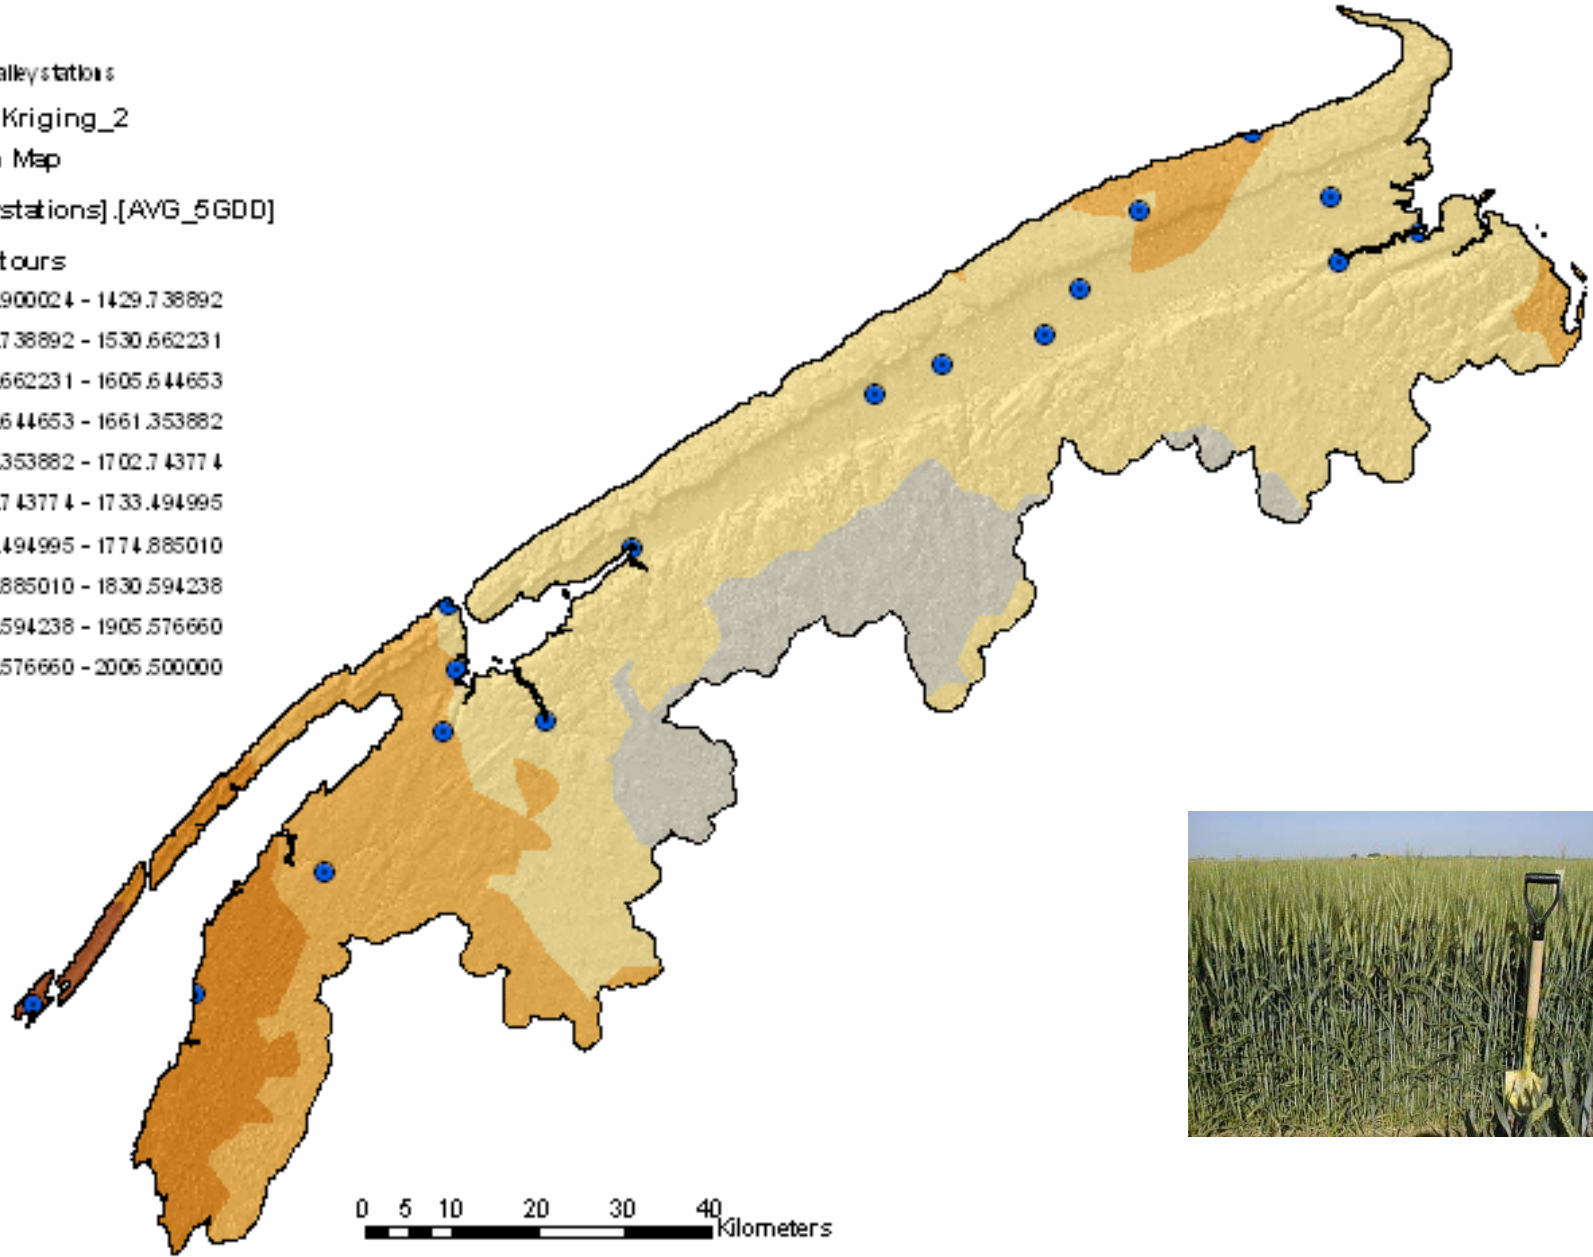 alleystations
Kriging_2
Map
stations].[AVG_5GDD]
tours
900024 - 1429.738892
738892 - 1530.662231
662231 - 1605.644653
644653 - 1661.353882
353882 - 1702.743774
743774 - 1733.494995
494995 - 1774.885010
885010 - 1830.594238
594238 - 1905.576660
576660 - 2006.500000
0 5 10 20 30 40
Kilometers